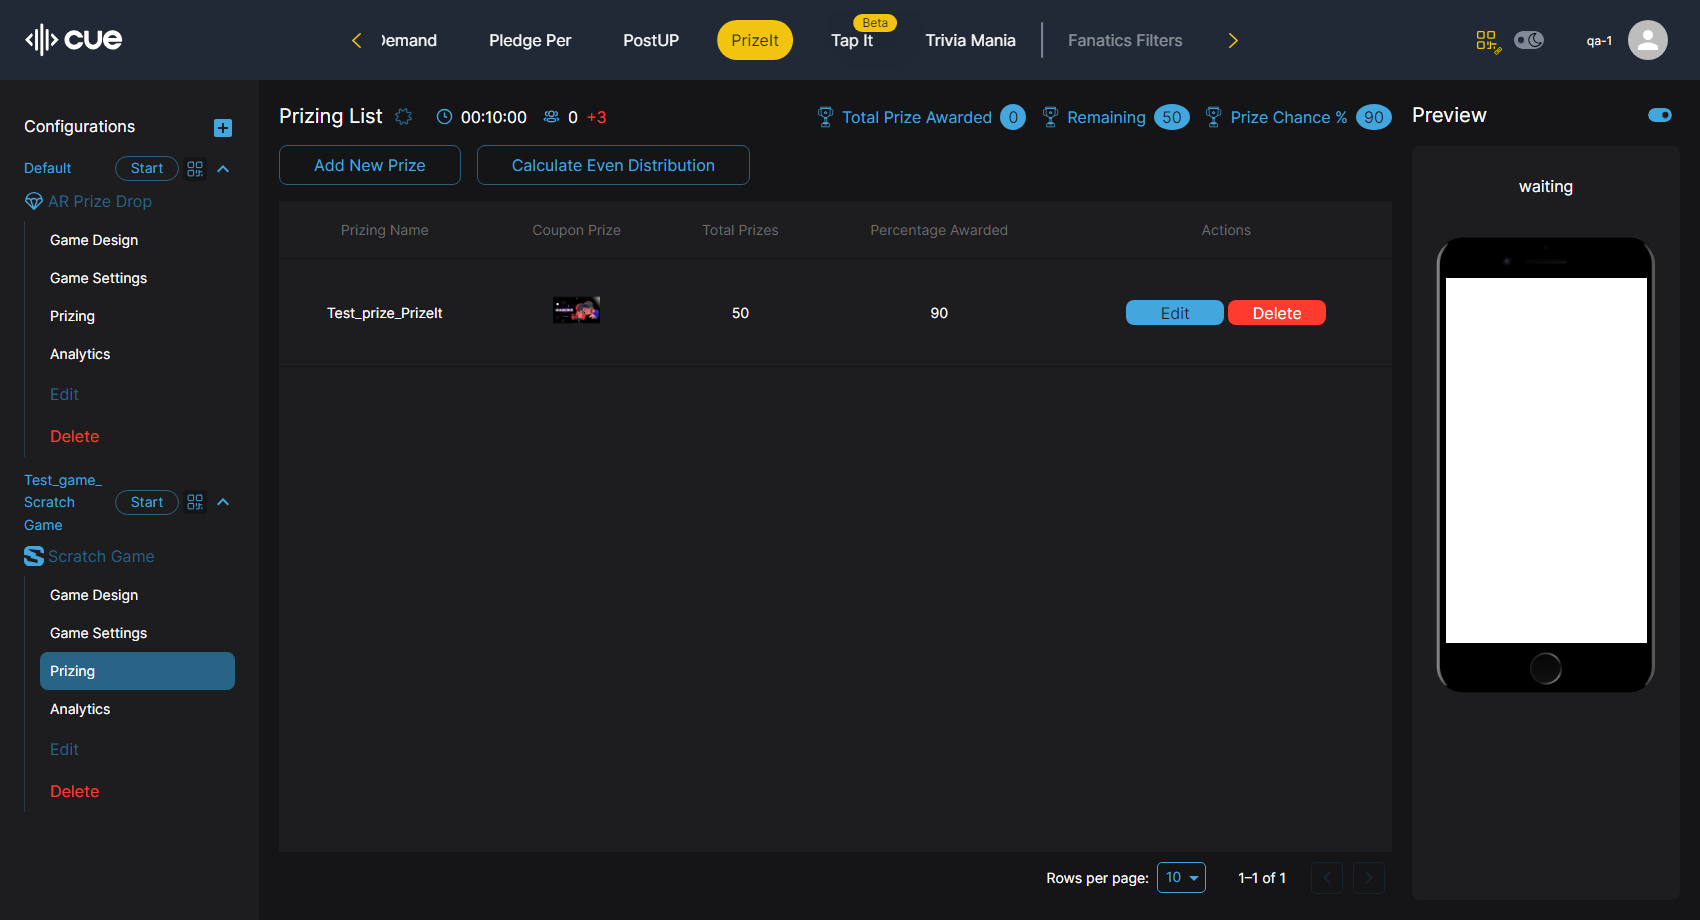 cue
Demand
Pledge Per
PostUP
PrizeIt
Beta
Tap It
Trivia Mania
Fanatics Filters
qa-1
Configurations
Default
Start
AR Prize Drop
Game Design
Game Settings
Prizing
Analytics
Edit
Delete
Test_game_
Scratch
Game
Start
Scratch Game
Game Design
Game Settings
Prizing
Analytics
Edit
Delete
Prizing List
00:10:00
0
+3
Total Prize Awarded 0
Remaining 50
Prize Chance % 90
Add New Prize
Calculate Even Distribution
Prizing Name
Coupon Prize
Total Prizes
Percentage Awarded
Actions
Test_prize_PrizeIt
50
90
Edit
Delete
Rows per page: 10
1–1 of 1
Preview
waiting